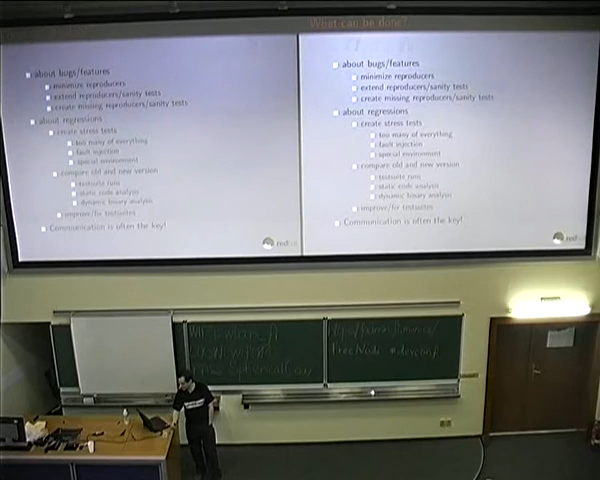 What can be done?
about bugs/features
minimize reproducers
extend reproducers/sanity tests
create missing reproducers/sanity tests
about regressions
create stress tests
too many of everything
fault injection
special environment
compare old and new version
testsuite runs
static code analysis
dynamic binary analysis
improve/fix testsuites
Communication is often the key!
red
about bugs/features
minimize reproducers
extend reproducers/sanity tests
create missing reproducers/sanity tests
about regressions
create stress tests
too many of everything
fault injection
special environment
compare old and new version
testsuite runs
static code analysis
dynamic binary analysis
improve/fix testsuites
Communication is often the key!
red
FreeNode #devconf